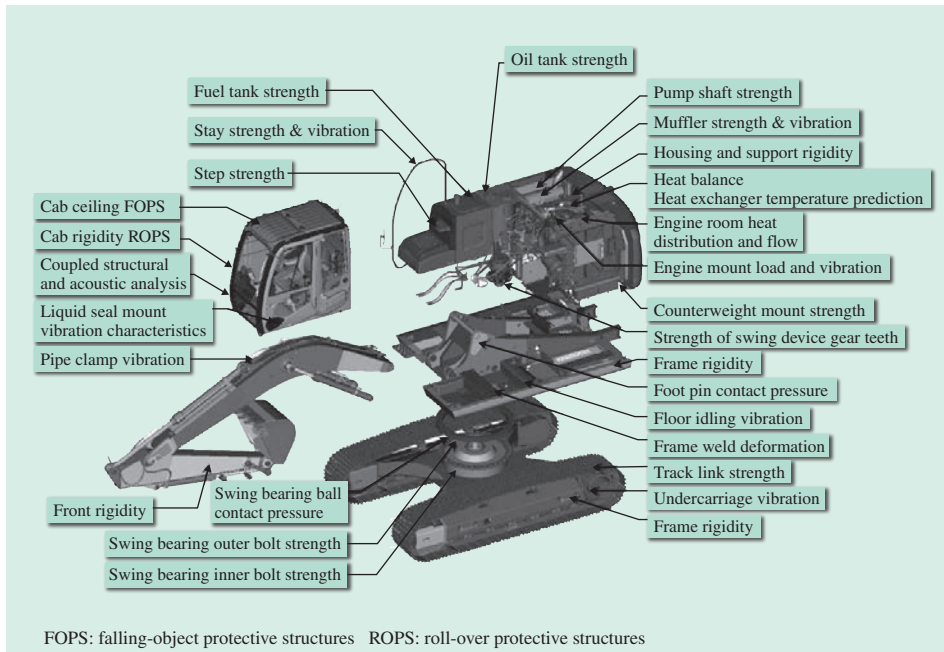 Oil tank strength
Fuel tank strength
Stay strength & vibration
Step strength
Cab ceiling FOPS
Cab rigidity ROPS
Coupled structural
and acoustic analysis
Liquid seal mount
vibration characteristics
Pipe clamp vibration
Pump shaft strength
Muffler strength & vibration
Housing and support rigidity
Heat balance
Heat exchanger temperature prediction
Engine room heat
distribution and flow
Engine mount load and vibration
Counterweight mount strength
Strength of swing device gear teeth
Frame rigidity
Foot pin contact pressure
Floor idling vibration
Frame weld deformation
Track link strength
Undercarriage vibration
Frame rigidity
Front rigidity
Swing bearing ball
contact pressure
Swing bearing outer bolt strength
Swing bearing inner bolt strength
FOPS: falling-object protective structures ROPS: roll-over protective structures